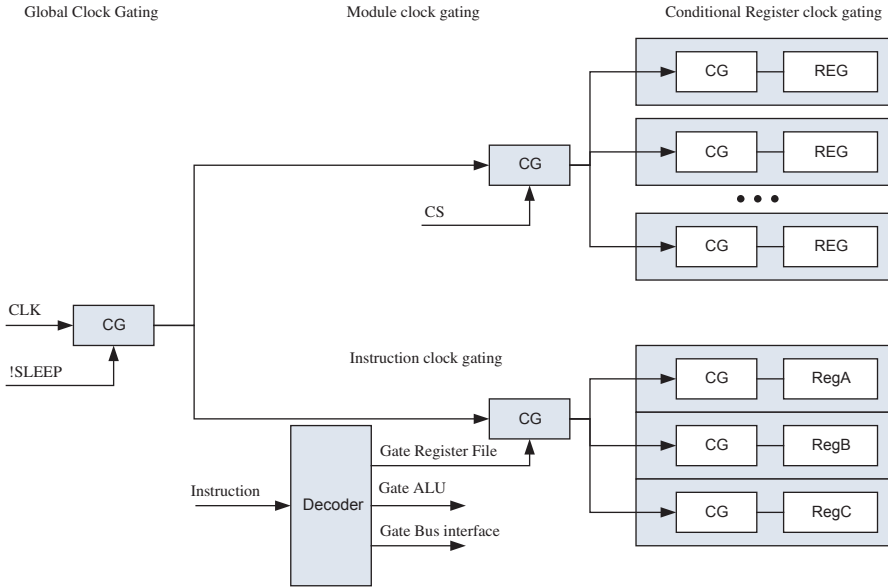 Global Clock Gating
Module clock gating
Conditional Register clock gating
CG
REG
CG
CG
REG
CS
CG
REG
CLK
CG
!SLEEP
Instruction clock gating
CG
RegA
CG
Gate Register File
CG
RegB
Instruction
Decoder
Gate ALU
Gate Bus interface
CG
RegC